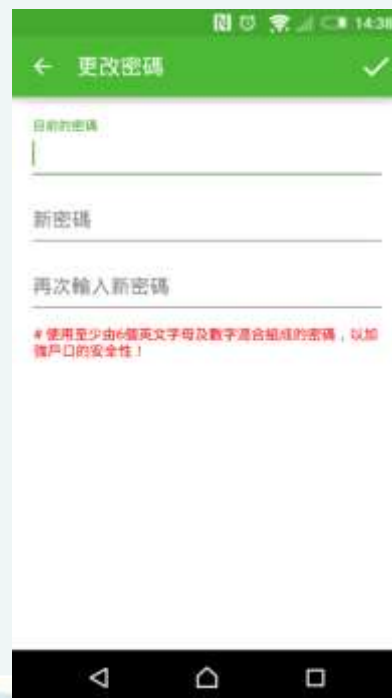 14:38
更改密碼
目前的密碼
新密碼
再次輸入新密碼
# 使用至少由6個英文字母及數字混合組成的密碼，以加
強戶口的安全性！